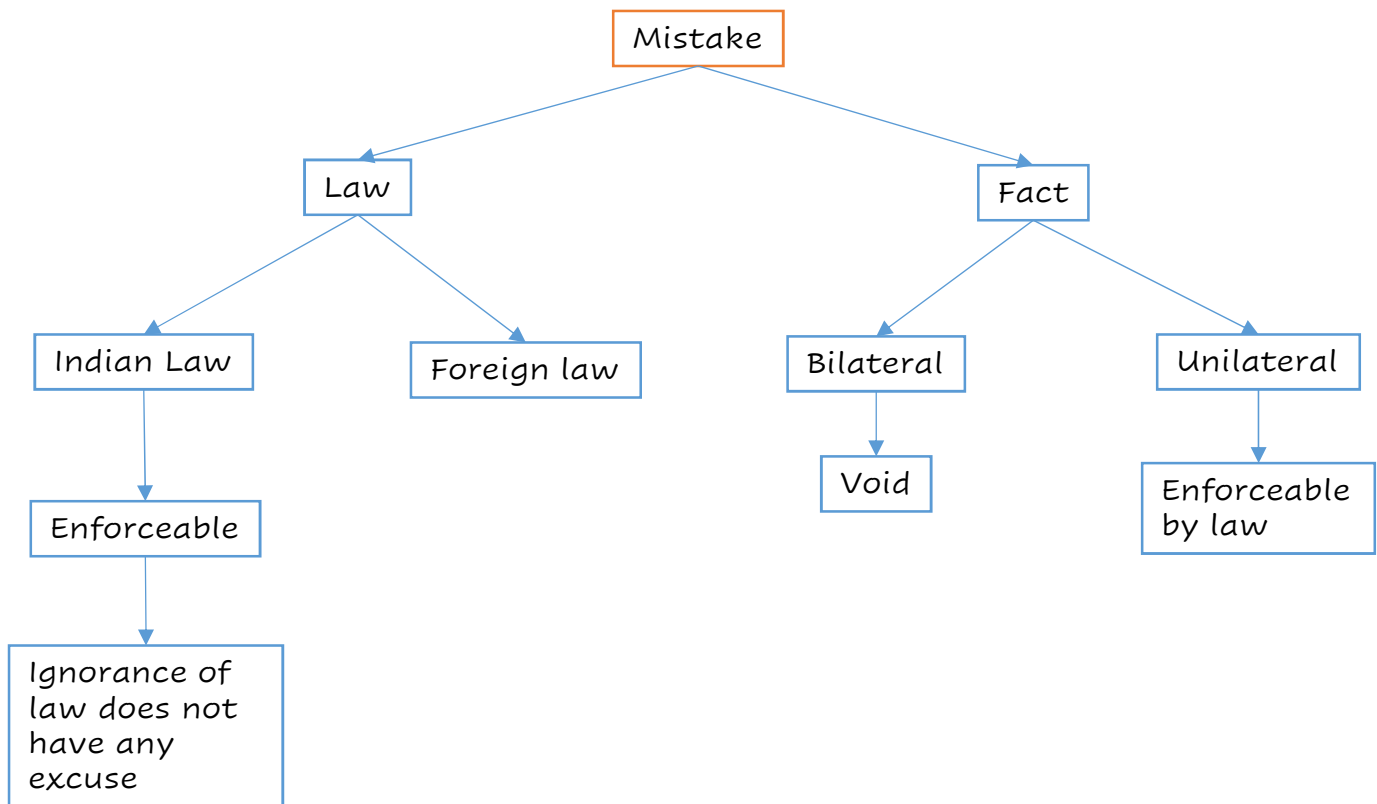 Mistake
Law
Fact
Indian Law
Foreign law
Bilateral
Unilateral
Enforceable
Void
Enforceable
by law
Ignorance of
law does not
have any
excuse